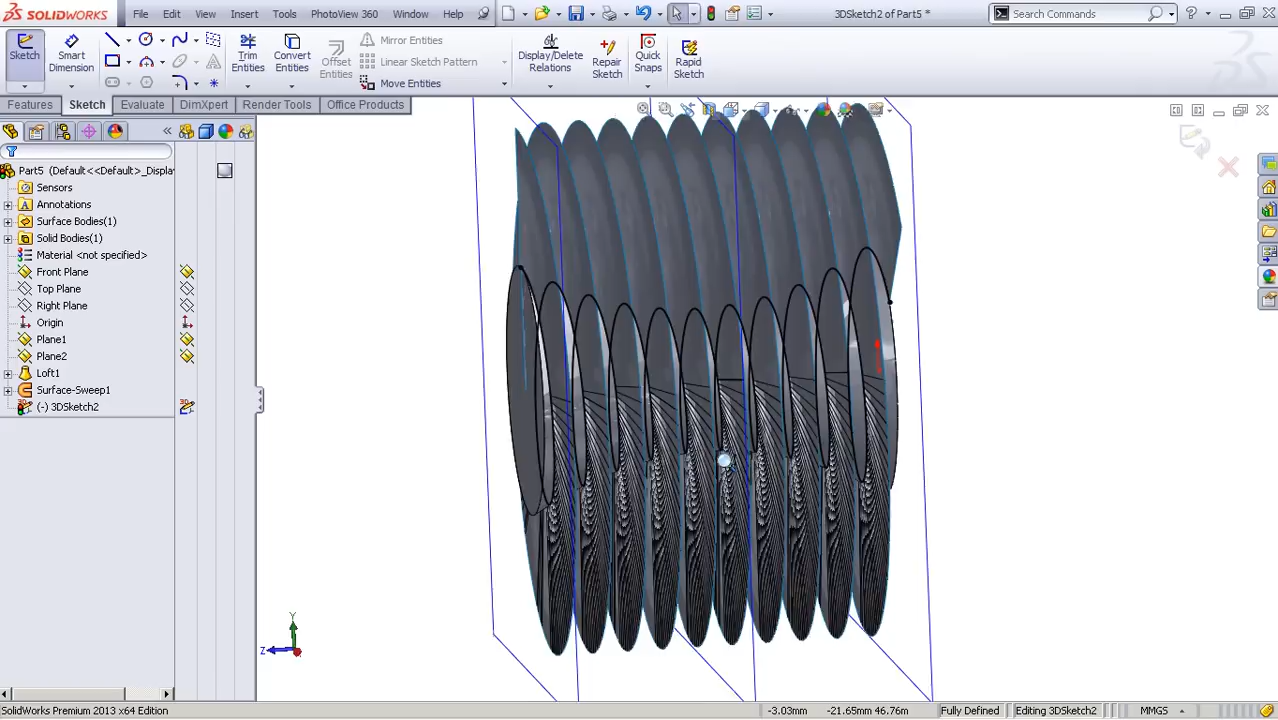 SOLIDWORKS File Edit View Insert Tools PhotoView 360 Window Help 3DSketch2 of Part5 * Search Commands ?
Sketch Smart Dimension Trim Entities Convert Entities Offset Entities Mirror Entities Linear Sketch Pattern Move Entities Display/Delete Relations Repair Sketch Quick Snaps Rapid Sketch
Features Sketch Evaluate DimXpert Render Tools Office Products
Part5 (Default<<Default>_Displa
Sensors
Annotations
Surface Bodies(1)
Solid Bodies(1)
Material <not specified>
Front Plane
Top Plane
Right Plane
Origin
Plane1
Plane2
Loft1
Surface-Sweep1
(-) 3DSketch2
Y
Z
SolidWorks Premium 2013 x64 Edition -3.03mm -21.65mm 46.76m Fully Defined Editing 3DSketch2 MMGS